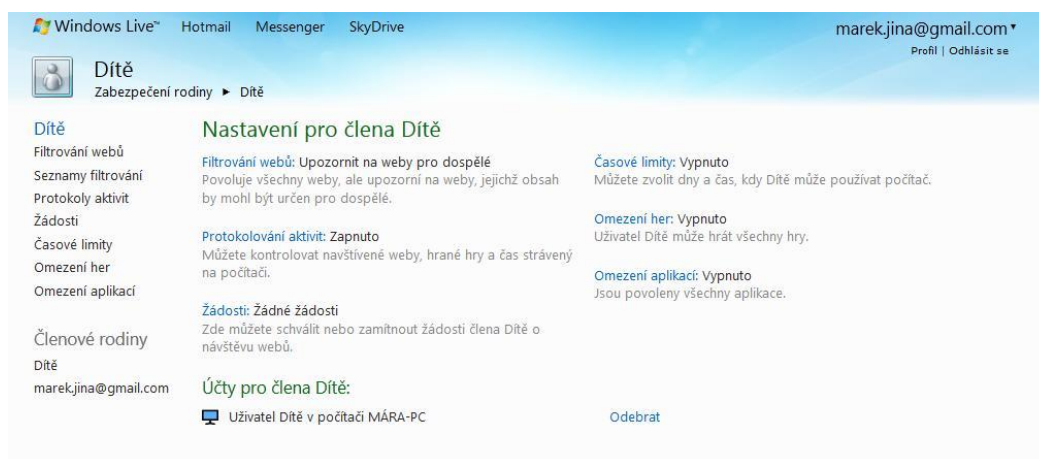 Windows Live™ Hotmail Messenger SkyDrive
marek.jina@gmail.com
Profil | Odhlásit se
Dítě
Zabezpečení rodiny ► Dítě
Dítě
Filtrování webů
Seznamy filtrování
Protokoly aktivit
Žádosti
Časové limity
Omezení her
Omezení aplikací
Členové rodiny
Dítě
marek.jina@gmail.com
Nastavení pro člena Dítě
Filtrování webů: Upozornit na weby pro dospělé
Povoluje všechny weby, ale upozorní na weby, jejichž obsah
by mohl být určen pro dospělé.
Protokolování aktivit: Zapnuto
Můžete kontrolovat navštívené weby, hrané hry a čas strávený
na počítači.
Žádosti: Žádné žádosti
Zde můžete schválit nebo zamítnout žádosti člena Dítě o
návštěvu webů.
Časové limity: Vypnuto
Můžete zvolit dny a čas, kdy Dítě může používat počítač.
Omezení her: Vypnuto
Uživatel Dítě může hrát všechny hry.
Omezení aplikací: Vypnuto
Jsou povoleny všechny aplikace.
Účty pro člena Dítě:
Uživatel Dítě v počítači MÁRA-PC Odebrat